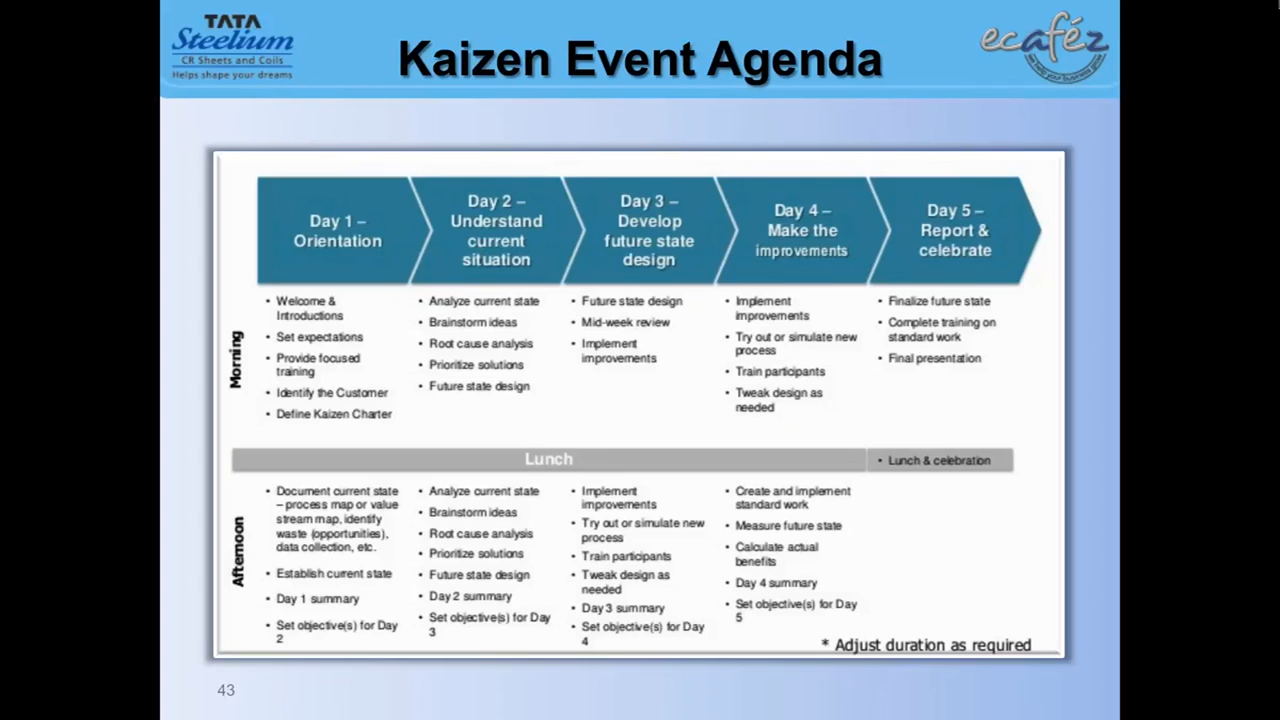 TATA
Steelium
CR Sheets and Coils
Helps shape your dreams
Kaizen Event Agenda
ecaféz
we help your business grow
Day 1 –
Orientation
Day 2 –
Understand
current
situation
Day 3 –
Develop
future state
design
Day 4 –
Make the
improvements
Day 5 –
Report &
celebrate
Morning
• Welcome &
Introductions
• Set expectations
• Provide focused
training
• Identify the Customer
• Define Kaizen Charter
• Analyze current state
• Brainstorm ideas
• Root cause analysis
• Prioritize solutions
• Future state design
• Future state design
• Mid-week review
• Implement
improvements
• Implement
improvements
• Try out or simulate new
process
• Train participants
• Tweak design as
needed
• Finalize future state
• Complete training on
standard work
• Final presentation
Lunch
• Lunch & celebration
Afternoon
• Document current state
– process map or value
stream map, identify
waste (opportunities),
data collection, etc.
• Establish current state
• Day 1 summary
• Set objective(s) for Day
2
• Analyze current state
• Brainstorm ideas
• Root cause analysis
• Prioritize solutions
• Future state design
• Day 2 summary
• Set objective(s) for Day
3
• Implement
improvements
• Try out or simulate new
process
• Train participants
• Tweak design as
needed
• Day 3 summary
• Set objective(s) for Day
4
• Create and implement
standard work
• Measure future state
• Calculate actual
benefits
• Day 4 summary
• Set objective(s) for Day
5
* Adjust duration as required
43